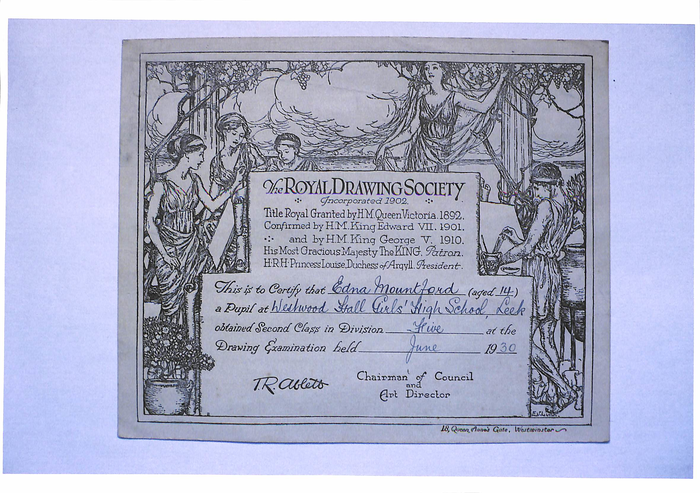 The ROYAL DRAWING SOCIETY
Incorporated 1902.
Title Royal Granted by H.M. Queen Victoria. 1892.
Confirmed by H.M. King Edward VII. 1901.
and by H.M King George V. 1910.
His Most Gracious Majesty The KING. Patron.
H.R.H. Princess Louise, Duchess of Argyll. President.
This is to Certify that Edna Mountford (aged 14)
a Pupil at Westwood Hall Girls' High School, Leek
obtained Second Class in Division Five at the
Drawing Examination held June 1930
T.R. Ablett
Chairman of Council
and
Art Director
18, Queen Anne's Gate, Westminster